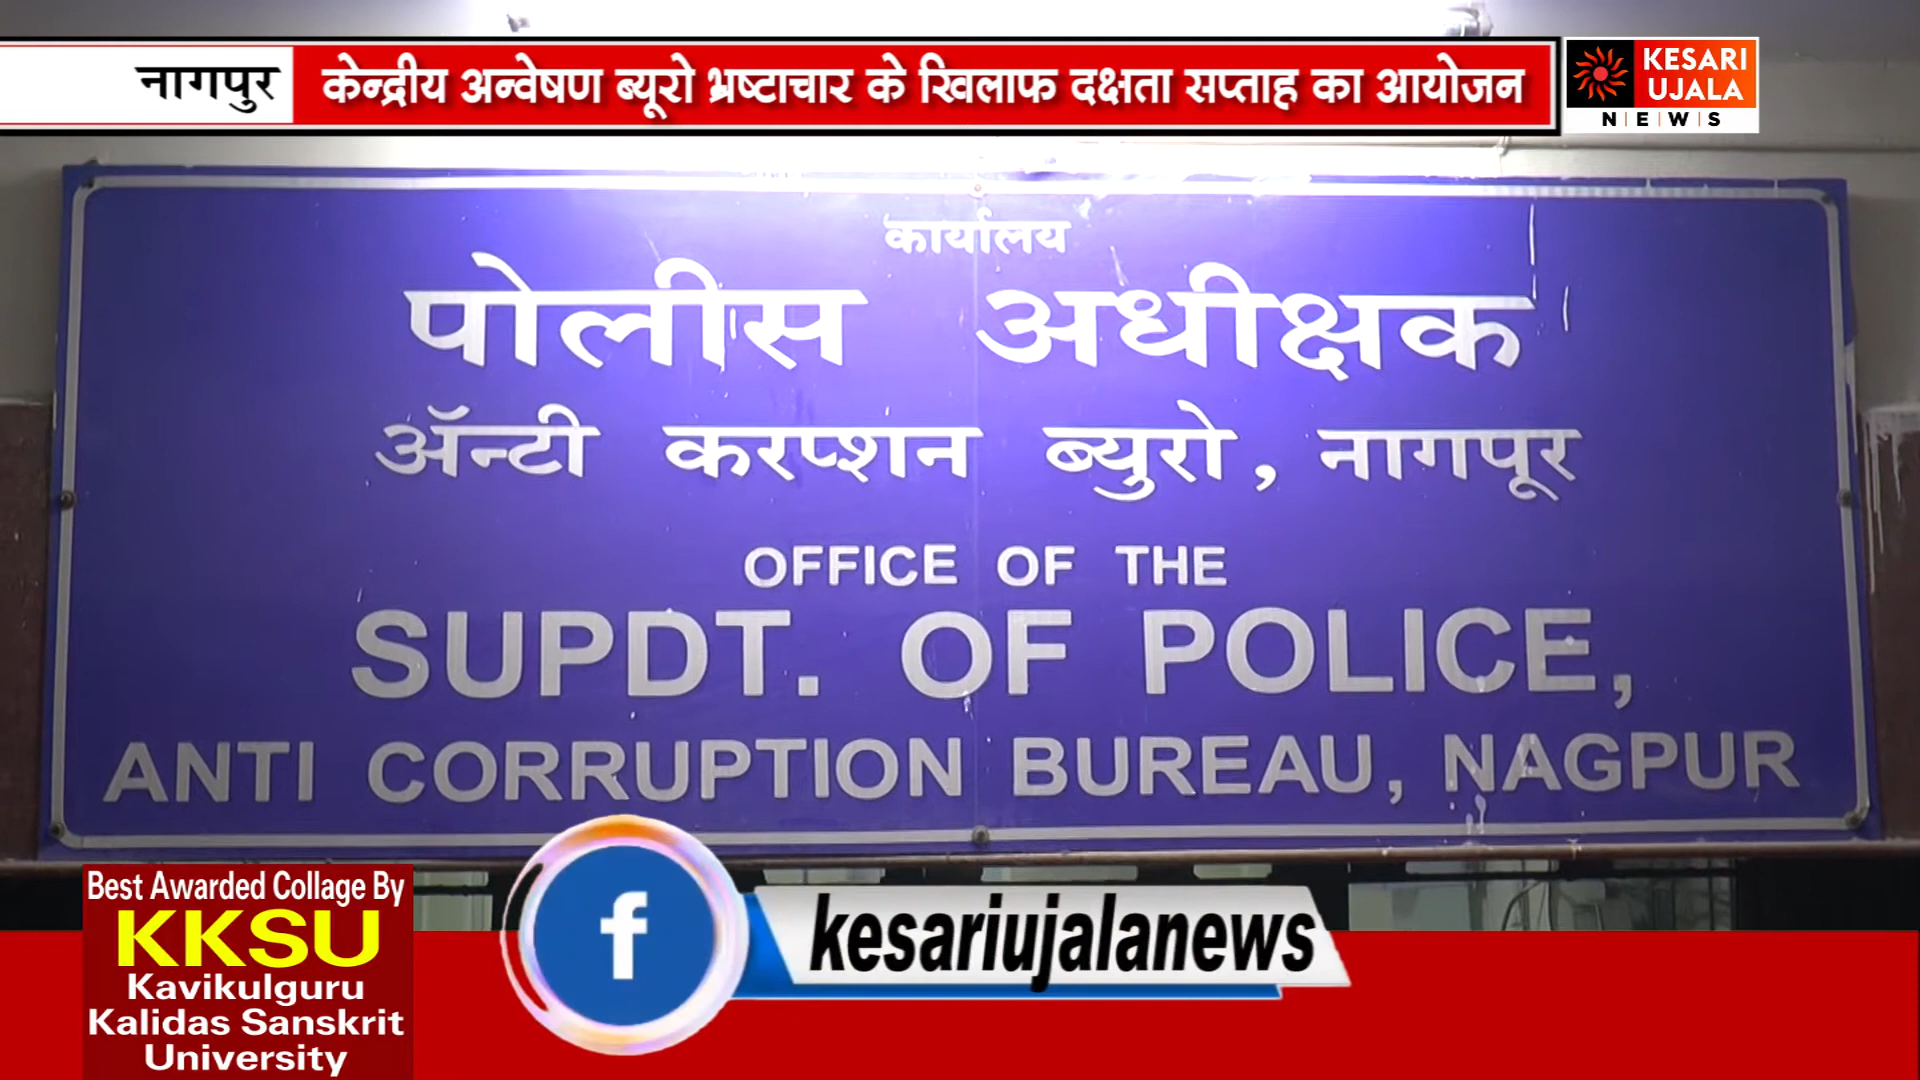 नागपुर
केन्द्रीय अन्वेषण ब्यूरो भ्रष्टाचार के खिलाफ दक्षता सप्ताह का आयोजन
KESARI
UJALA
NEWS
कार्यालय
पोलीस अधीक्षक
ॲन्टी करप्शन ब्युरो, नागपूर
OFFICE OF THE
SUPDT. OF POLICE,
ANTI CORRUPTION BUREAU, NAGPUR
Best Awarded Collage By
KKSU
Kavikulguru
Kalidas Sanskrit
University
f
kesariujalanews